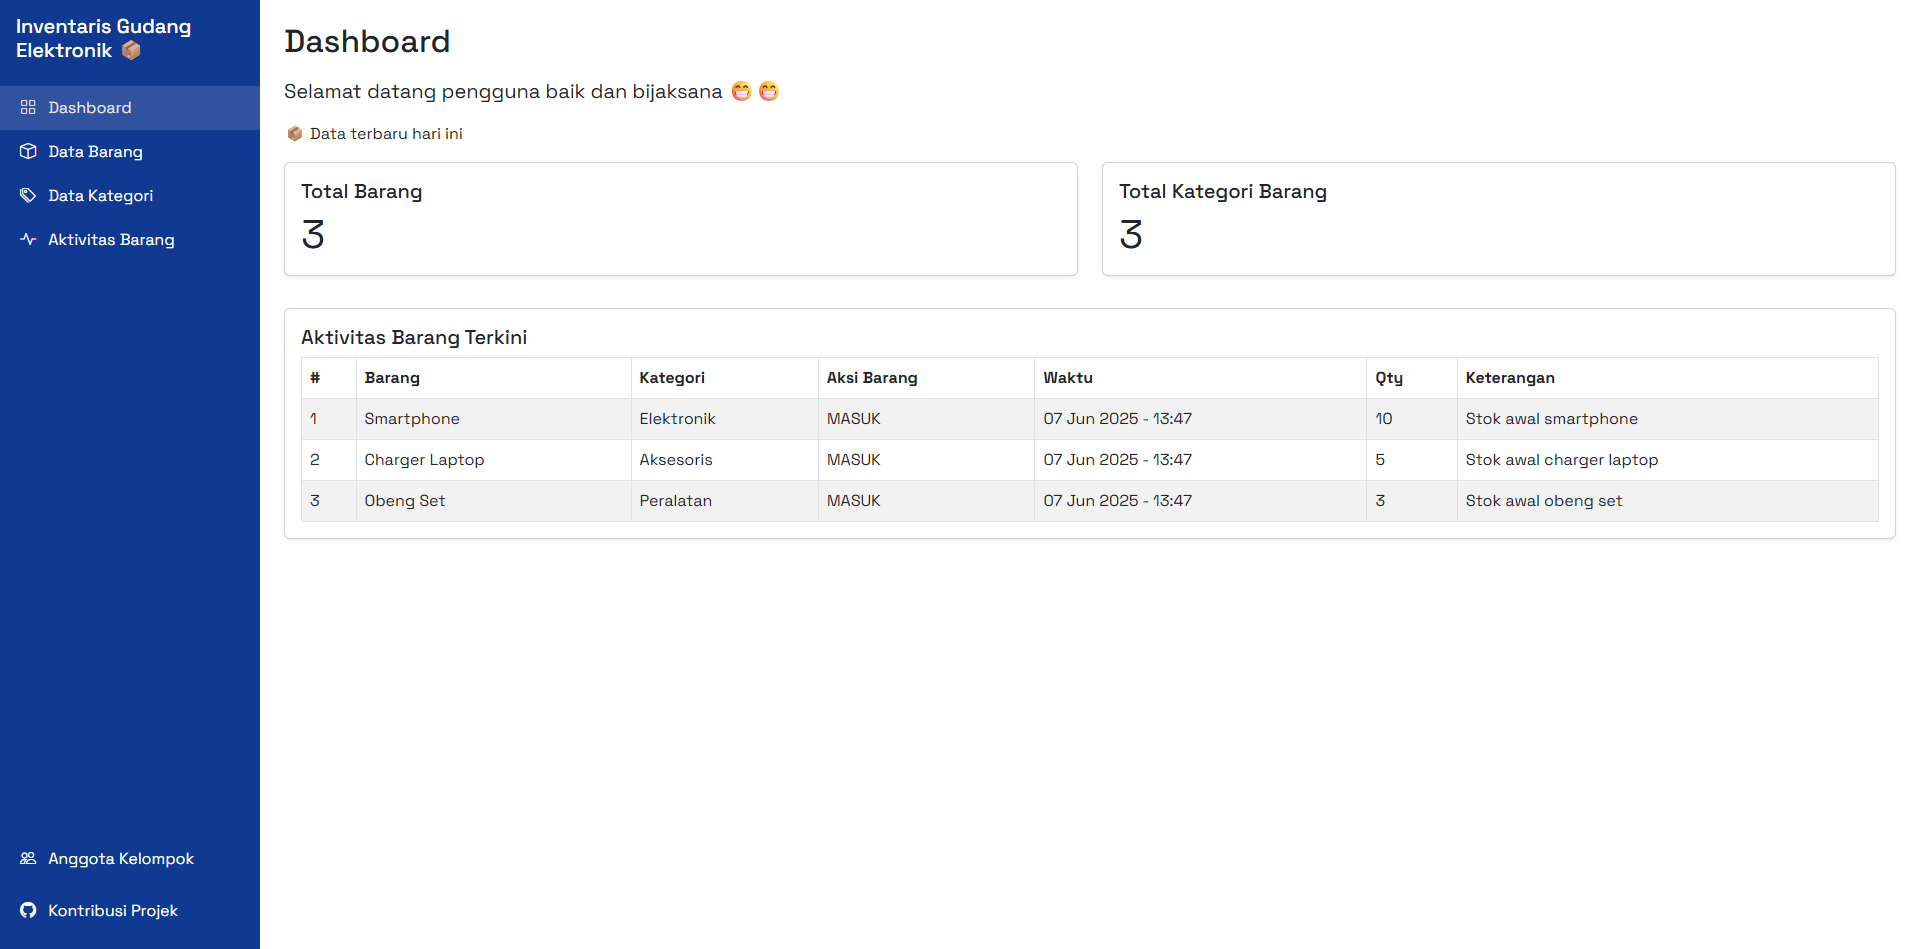 Inventaris Gudang
Elektronik 📦
Dashboard
Data Barang
Data Kategori
Aktivitas Barang
Anggota Kelompok
Kontribusi Projek
Dashboard
Selamat datang pengguna baik dan bijaksana 😁 😁
📦 Data terbaru hari ini
Total Barang
3
Total Kategori Barang
3
Aktivitas Barang Terkini
# Barang Kategori Aksi Barang Waktu Qty Keterangan
1 Smartphone Elektronik MASUK 07 Jun 2025 - 13:47 10 Stok awal smartphone
2 Charger Laptop Aksesoris MASUK 07 Jun 2025 - 13:47 5 Stok awal charger laptop
3 Obeng Set Peralatan MASUK 07 Jun 2025 - 13:47 3 Stok awal obeng set